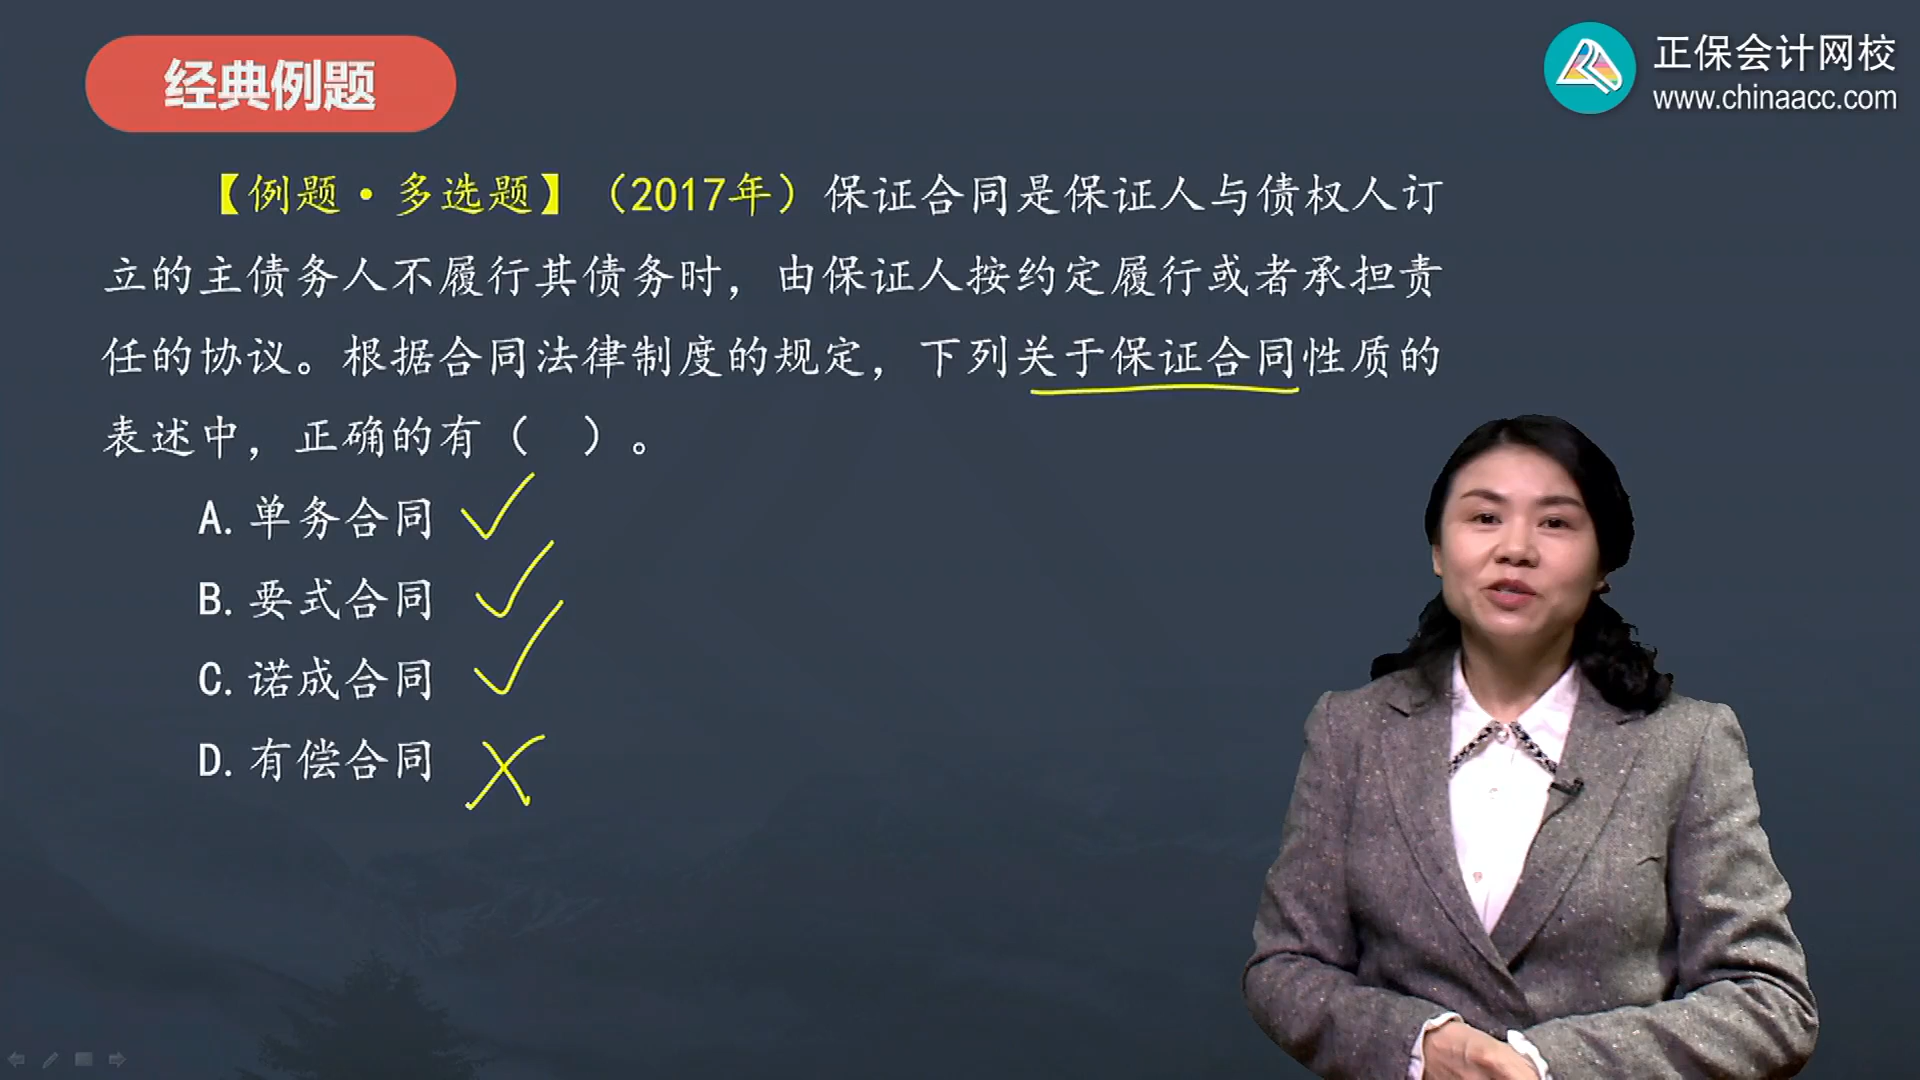 经典例题
正保会计网校
www.chinaacc.com
【例题·多选题】（2017年）保证合同是保证人与债权人订
立的主债务人不履行其债务时，由保证人按约定履行或者承担责
任的协议。根据合同法律制度的规定，下列关于保证合同性质的
表述中，正确的有（ ）。
A.单务合同
B.要式合同
C.诺成合同
D.有偿合同